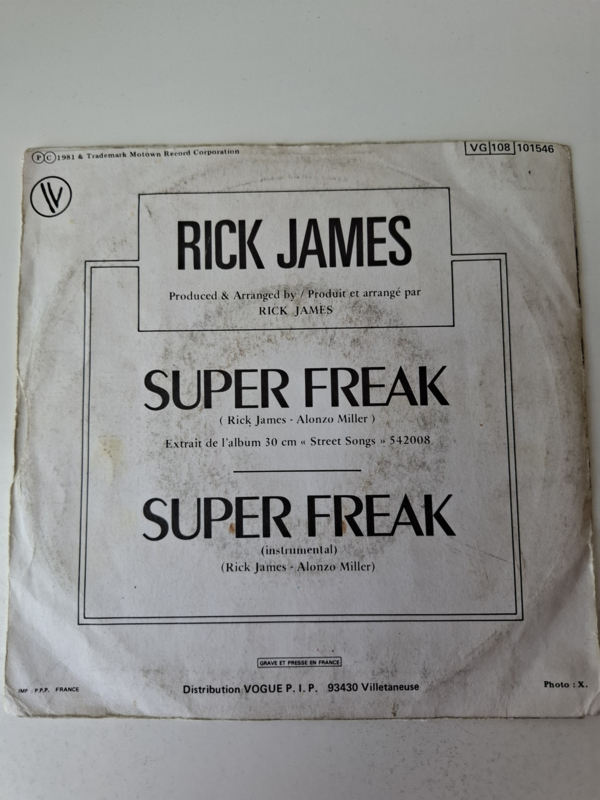 Ⓟ Ⓒ 1981 & Trademark Motown Record Corporation
VG 108 101546
RICK JAMES
Produced & Arranged by / Produit et arrangé par
RICK JAMES
SUPER FREAK
( Rick James - Alonzo Miller )
Extrait de l'album 30 cm « Street Songs » 542008
SUPER FREAK
(instrumental)
(Rick James - Alonzo Miller)
GRAVE ET PRESSE EN FRANCE
IMP : P.P.P. FRANCE
Distribution VOGUE P. I. P. 93430 Villetaneuse
Photo : X.